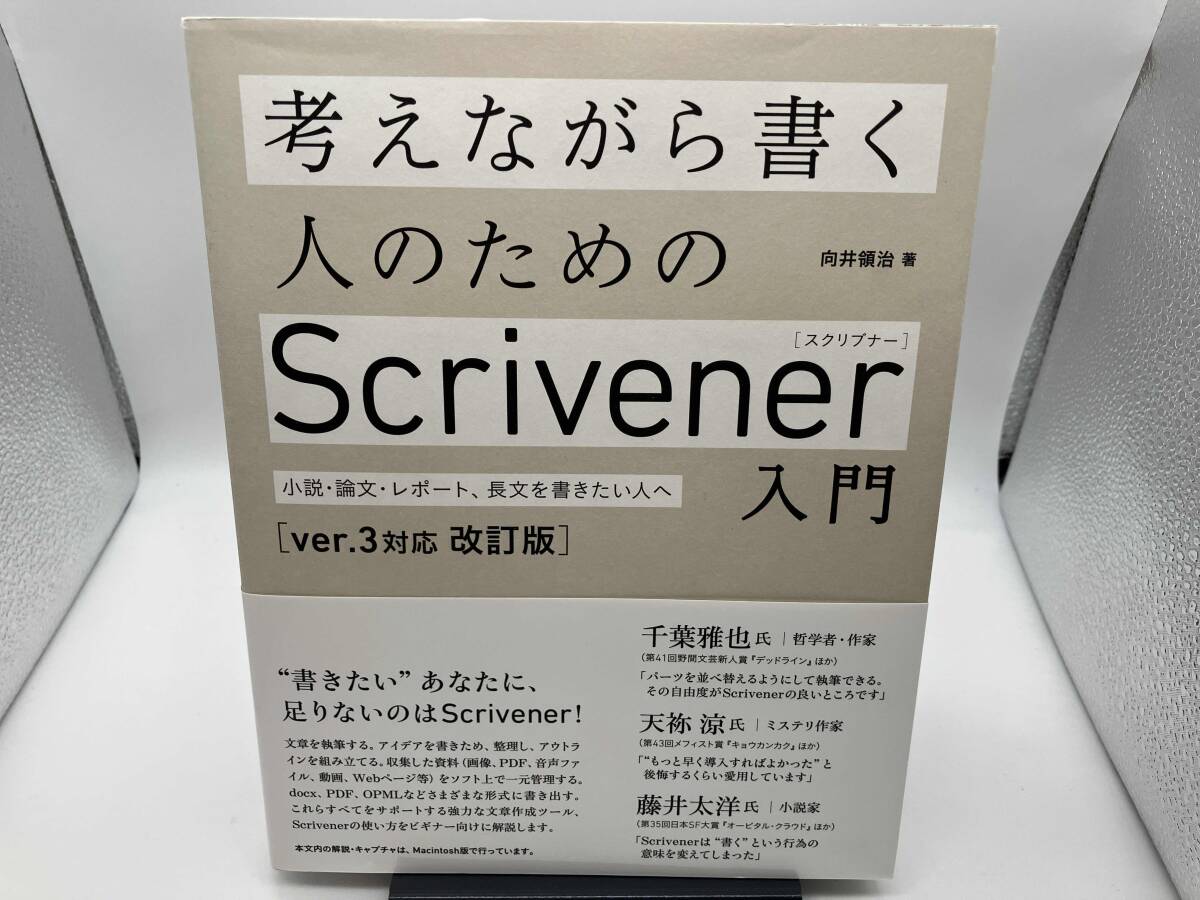 考えながら書く
人のための
向井領治 著
[スクリブナー]
Scrivener
入門
小説・論文・レポート、長文を書きたい人へ
[ver.3対応 改訂版]
“書きたい”あなたに、
足りないのはScrivener!
文章を執筆する。アイデアを書きため、整理し、アウトラ
インを組み立てる。収集した資料(画像、PDF、音声ファ
イル、動画、Webページ等)をソフト上で一元管理する。
docx、PDF、OPMLなどさまざまな形式に書き出す。
これらすべてをサポートする強力な文章作成ツール、
Scrivenerの使い方をビギナー向けに解説します。
本文内の解説・キャプチャは、Macintosh版で行っています。
千葉雅也氏|哲学者・作家
(第41回野間文芸新人賞『デッドライン』ほか)
「パーツを並べ替えるようにして執筆できる。
その自由度がScrivenerの良いところです」
天祢 涼氏|ミステリ作家
(第43回メフィスト賞『キョウカンカク』ほか)
「“もっと早く導入すればよかった”と
後悔するくらい愛用しています」
藤井太洋氏|小説家
(第35回日本SF大賞『オービタル・クラウド』ほか)
「Scrivenerは“書く”という行為の
意味を変えてしまった」